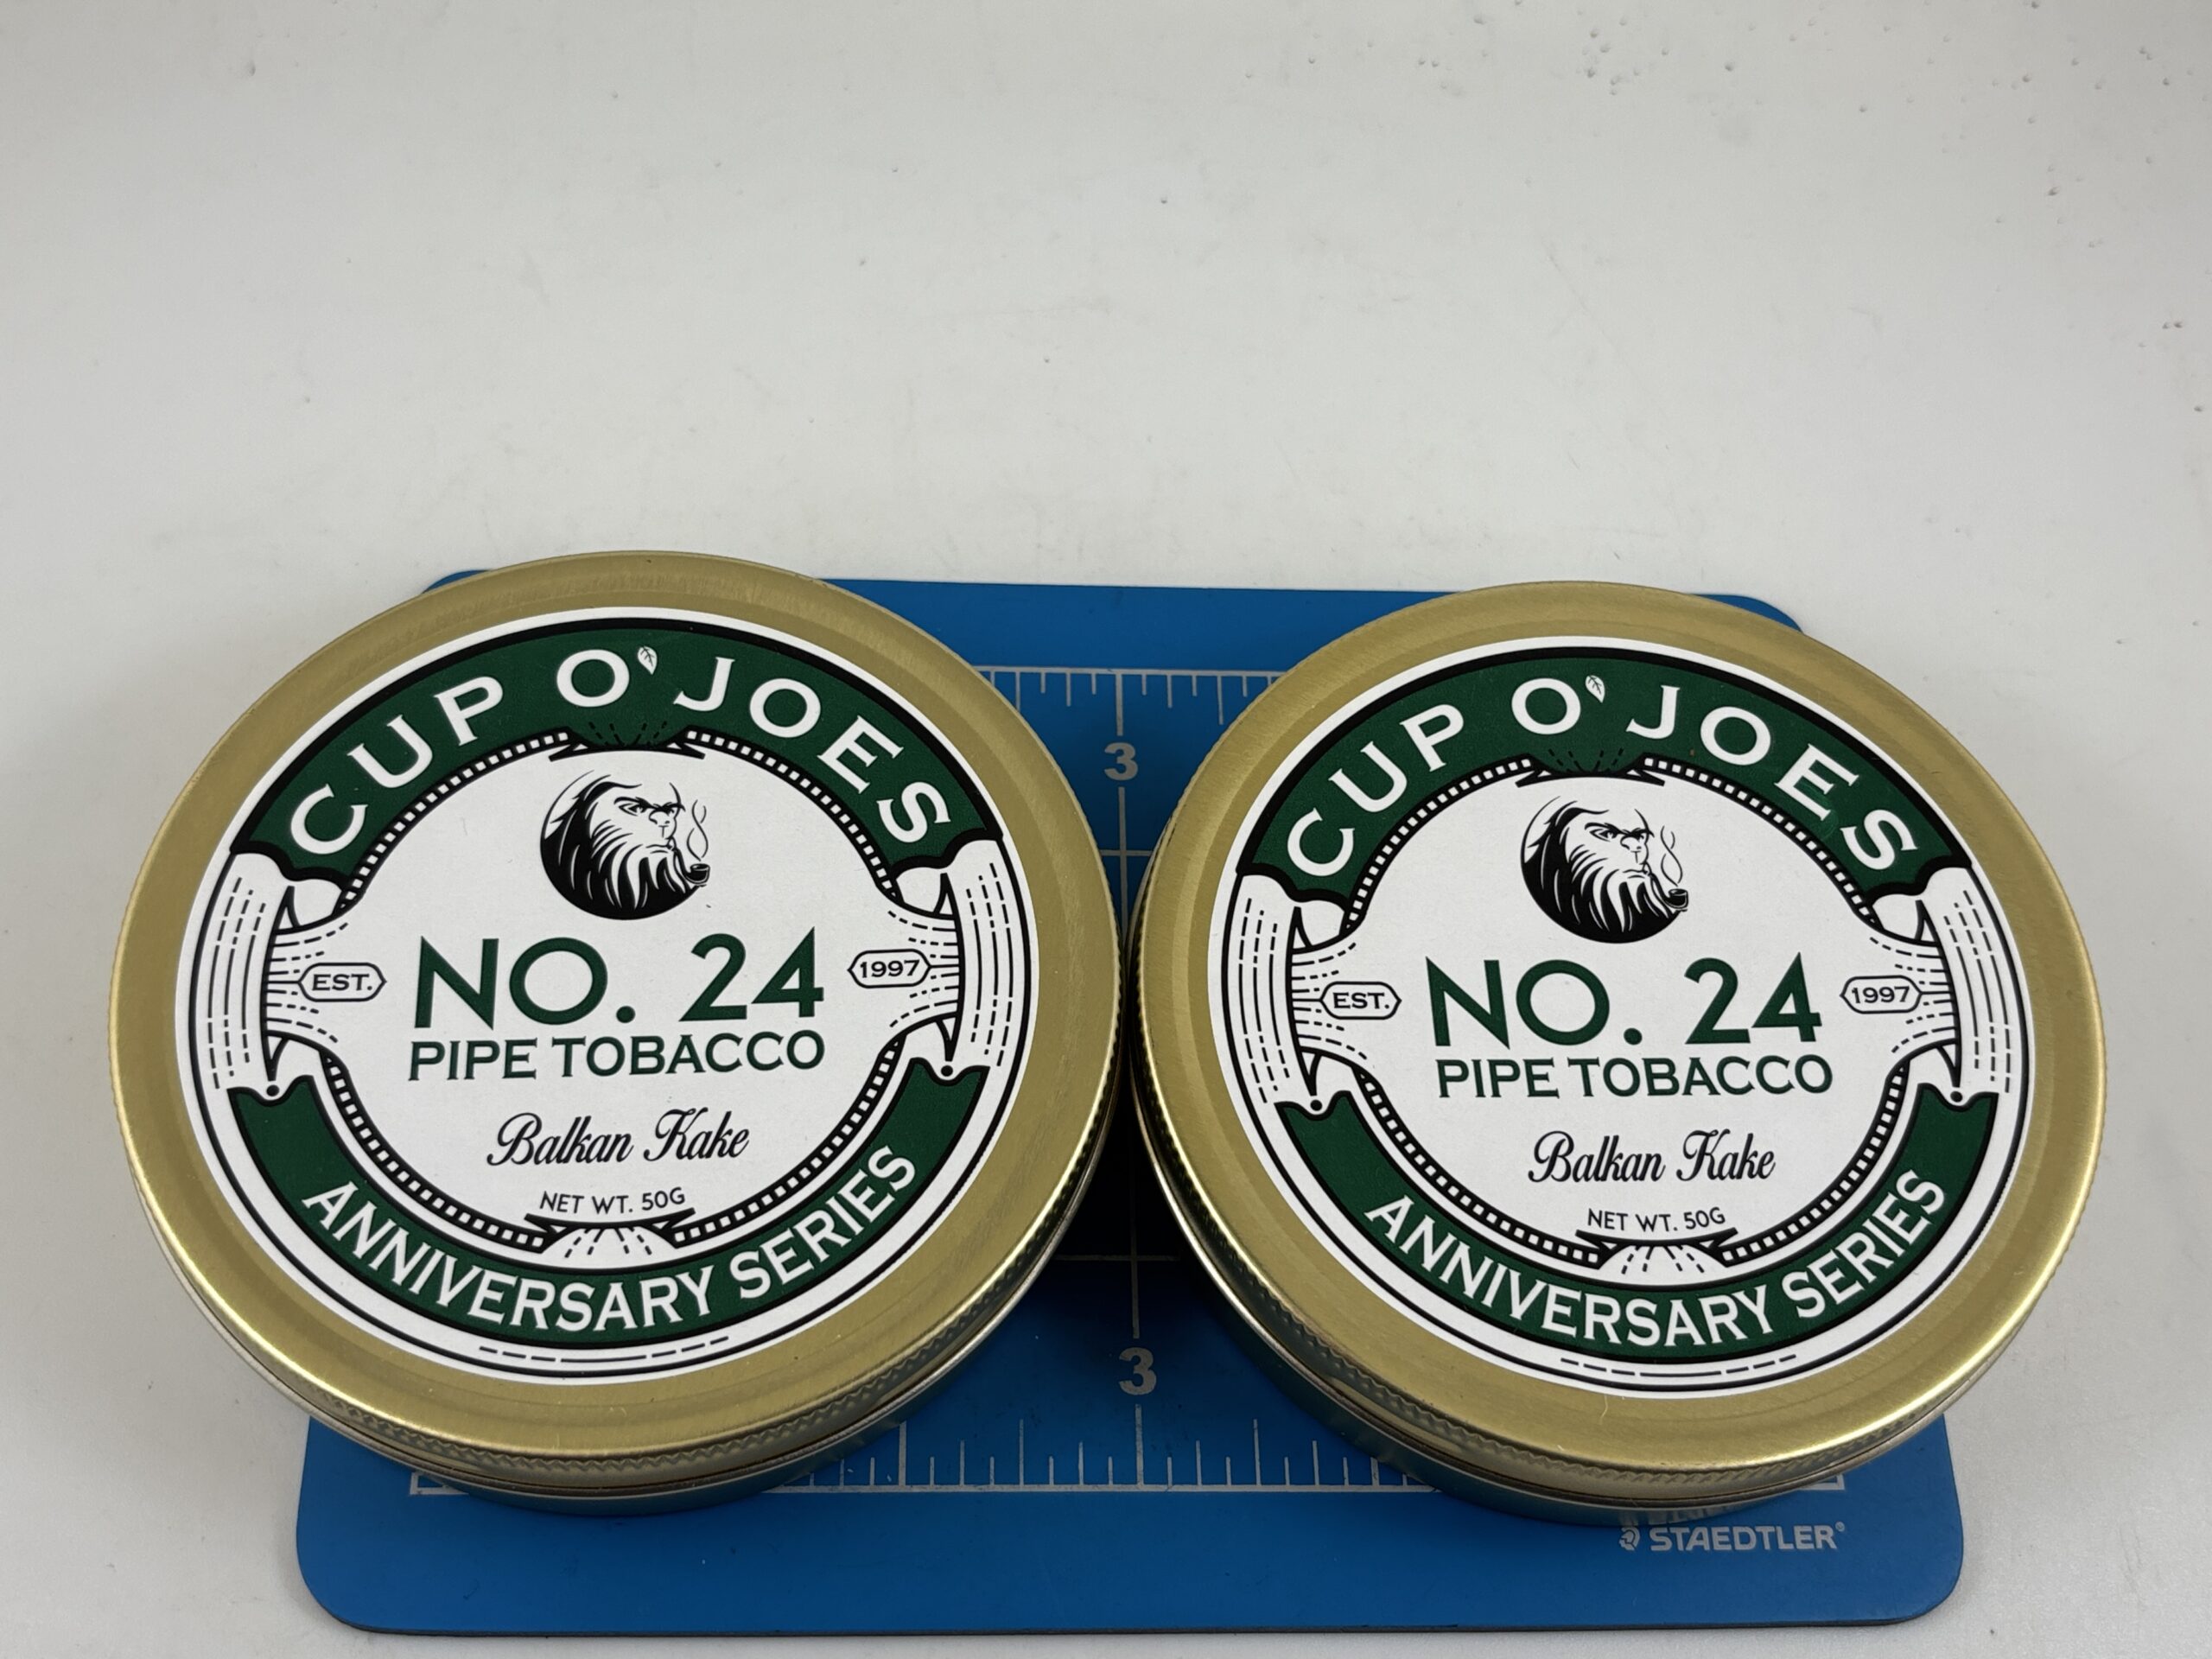 CUP O' JOES
EST.
1997
NO. 24
PIPE TOBACCO
Balkan Kake
NET WT. 50G
ANNIVERSARY SERIES
CUP O' JOES
EST.
1997
NO. 24
PIPE TOBACCO
Balkan Kake
NET WT. 50G
ANNIVERSARY SERIES
3
3
STAEDTLER®